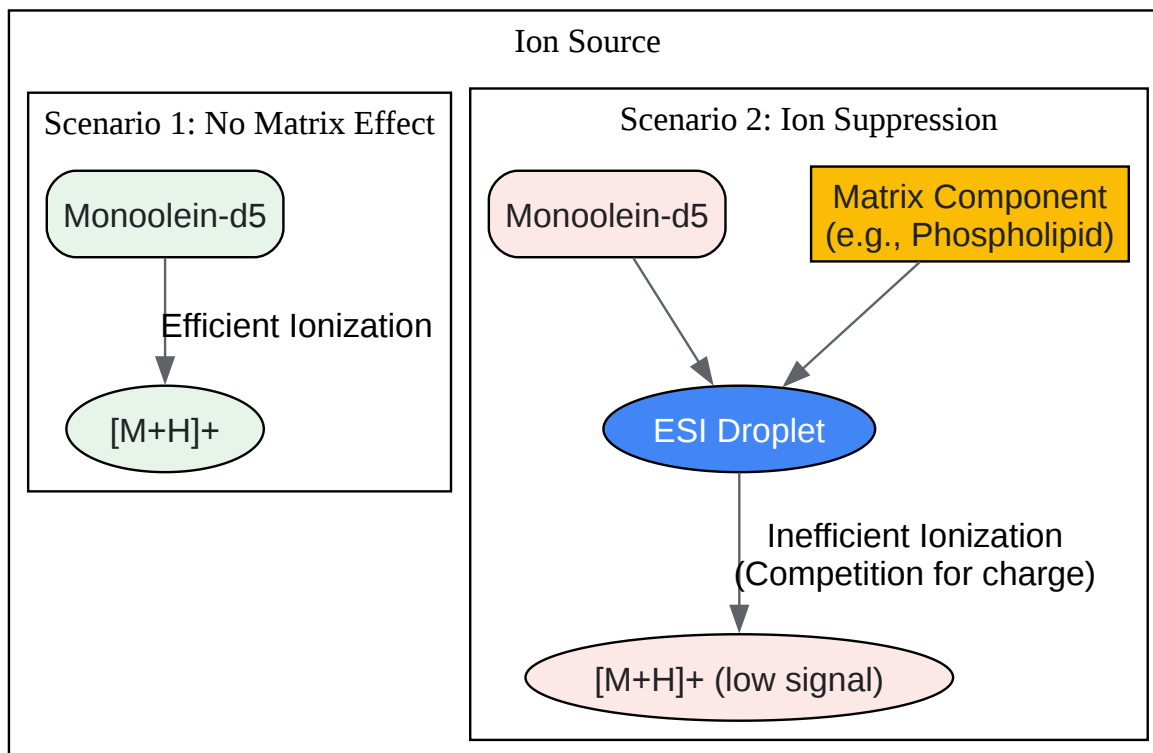 Ion Source
Scenario 1: No Matrix Effect
Monoolein-d5
Efficient Ionization
[M+H]+
Scenario 2: Ion Suppression
Monoolein-d5
Matrix Component
(e.g., Phospholipid)
ESI Droplet
Inefficient Ionization
(Competition for charge)
[M+H]+ (low signal)